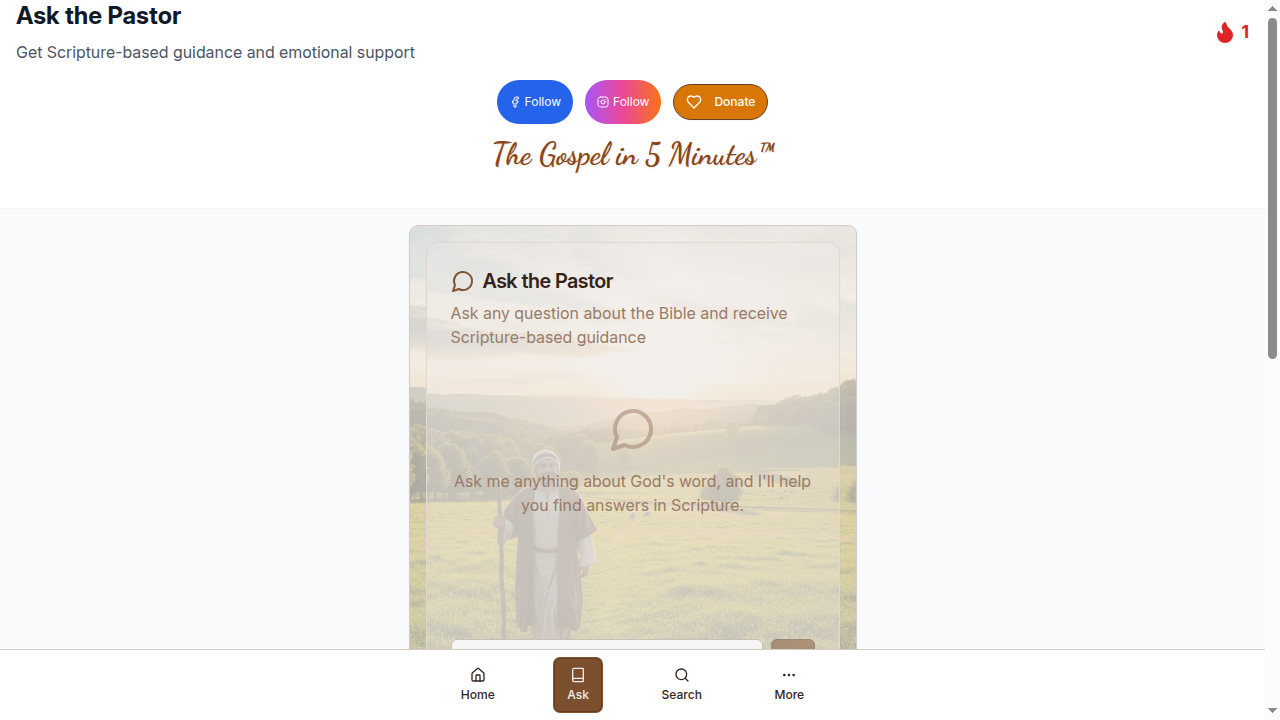 Ask the Pastor
Get Scripture-based guidance and emotional support
1
Follow
Follow
Donate
The Gospel in 5 Minutes™
Ask the Pastor
Ask any question about the Bible and receive
Scripture-based guidance
Ask me anything about God's word, and I'll help
you find answers in Scripture.
Home
Ask
Search
More